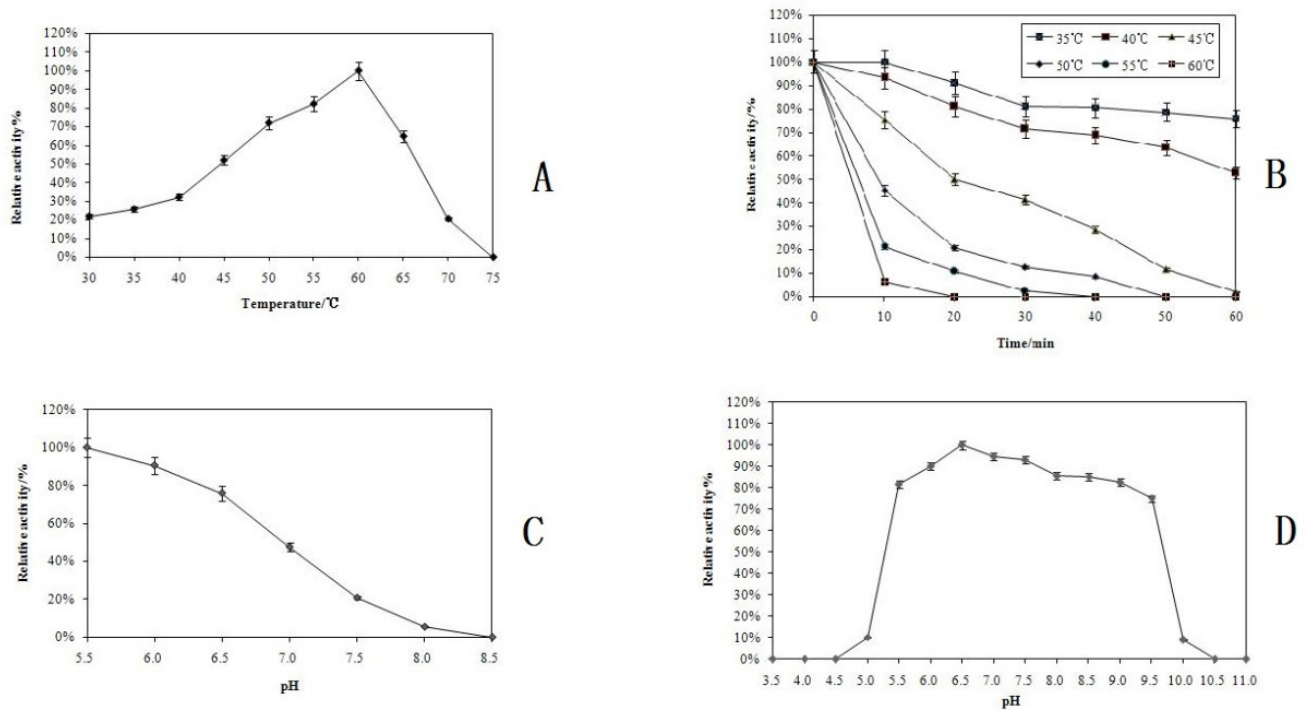 120%
110%
100%
90%
80%
70%
60%
50%
40%
30%
20%
10%
0%
Relative activity%
30 35 40 45 50 55 60 65 70 75
Temperature/℃
A
120%
110%
100%
90%
80%
70%
60%
50%
40%
30%
20%
10%
0%
Relative activity/%
35℃ 40℃ 45℃
50℃ 55℃ 60℃
0 10 20 30 40 50 60
Time/min
B
120%
100%
80%
60%
40%
20%
0%
Relative activity/%
5.5 6.0 6.5 7.0 7.5 8.0 8.5
pH
C
120%
110%
100%
90%
80%
70%
60%
50%
40%
30%
20%
10%
0%
Relative activity%
3.5 4.0 4.5 5.0 5.5 6.0 6.5 7.0 7.5 8.0 8.5 9.0 9.5 10.0 10.5 11.0
pH
D